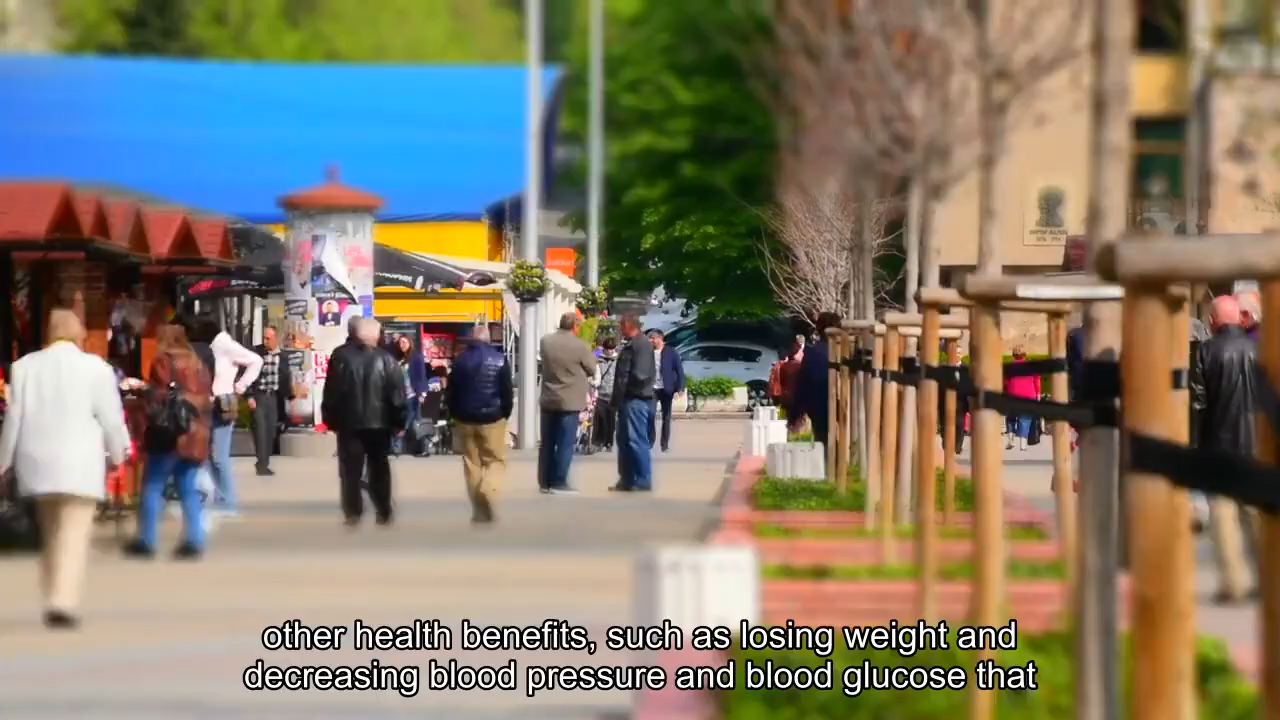 other health benefits, such as losing weight and
decreasing blood pressure and blood glucose that